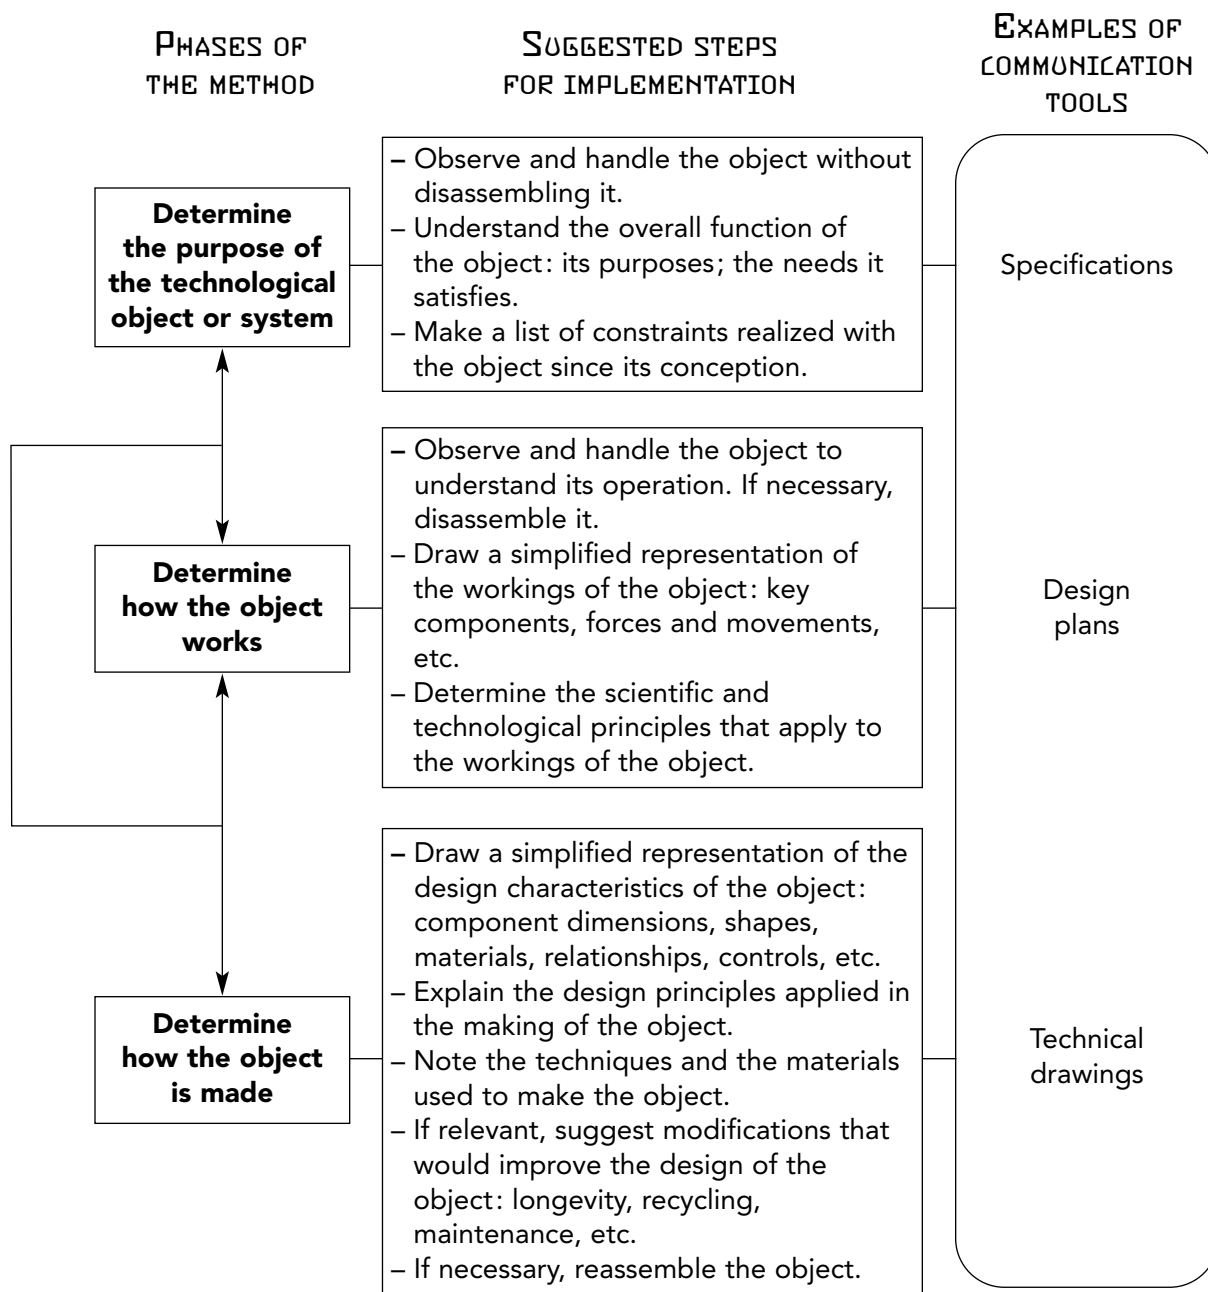 PHASES OF
THE METHOD
SUGGESTED STEPS
FOR IMPLEMENTATION
EXAMPLES OF
COMMUNICATION
TOOLS
Determine
the purpose of
the technological
object or system
– Observe and handle the object without
disassembling it.
– Understand the overall function of
the object: its purposes; the needs it
satisfies.
– Make a list of constraints realized with
the object since its conception.
Specifications
Determine
how the object
works
– Observe and handle the object to
understand its operation. If necessary,
disassemble it.
– Draw a simplified representation of
the workings of the object: key
components, forces and movements,
etc.
– Determine the scientific and
technological principles that apply to
the workings of the object.
Design
plans
Determine
how the object
is made
– Draw a simplified representation of the
design characteristics of the object:
component dimensions, shapes,
materials, relationships, controls, etc.
– Explain the design principles applied in
the making of the object.
– Note the techniques and the materials
used to make the object.
– If relevant, suggest modifications that
would improve the design of the
object: longevity, recycling,
maintenance, etc.
– If necessary, reassemble the object.
Technical
drawings